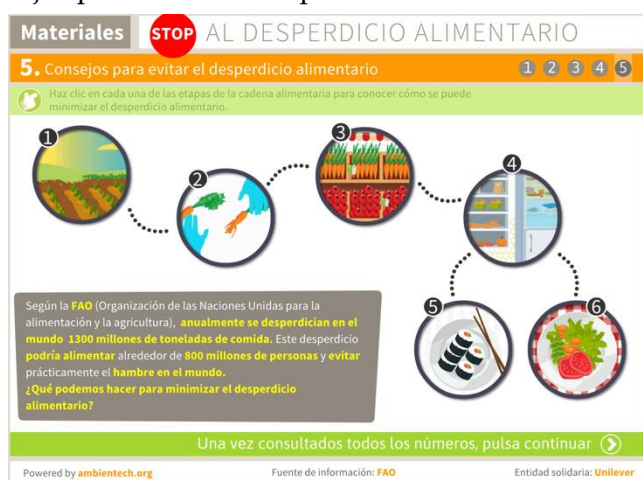 Materiales STOP AL DESPERDICIO ALIMENTARIO
5. Consejos para evitar el desperdicio alimentario 1 2 3 4 5
Haz clic en cada una de las etapas de la cadena alimentaria para conocer cómo se puede
minimizar el desperdicio alimentario.
1
2
3
4
5
6
Según la FAO (Organización de las Naciones Unidas para la
alimentación y la agricultura), anualmente se desperdician en el
mundo 1300 millones de toneladas de comida. Este desperdicio
podría alimentar alrededor de 800 millones de personas y evitar
prácticamente el hambre en el mundo.
¿Qué podemos hacer para minimizar el desperdicio
alimentario?
Una vez consultados todos los números, pulsa continuar
Powered by ambientech.org Fuente de información: FAO Entidad solidaria: Unilever